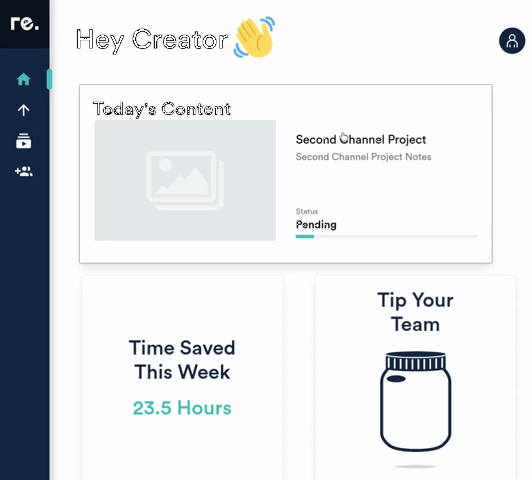 re.
Hey Creator
Today's Content
Second Channel Project
Second Channel Project Notes
Status
Pending
Time Saved
This Week
23.5 Hours
Tip Your
Team